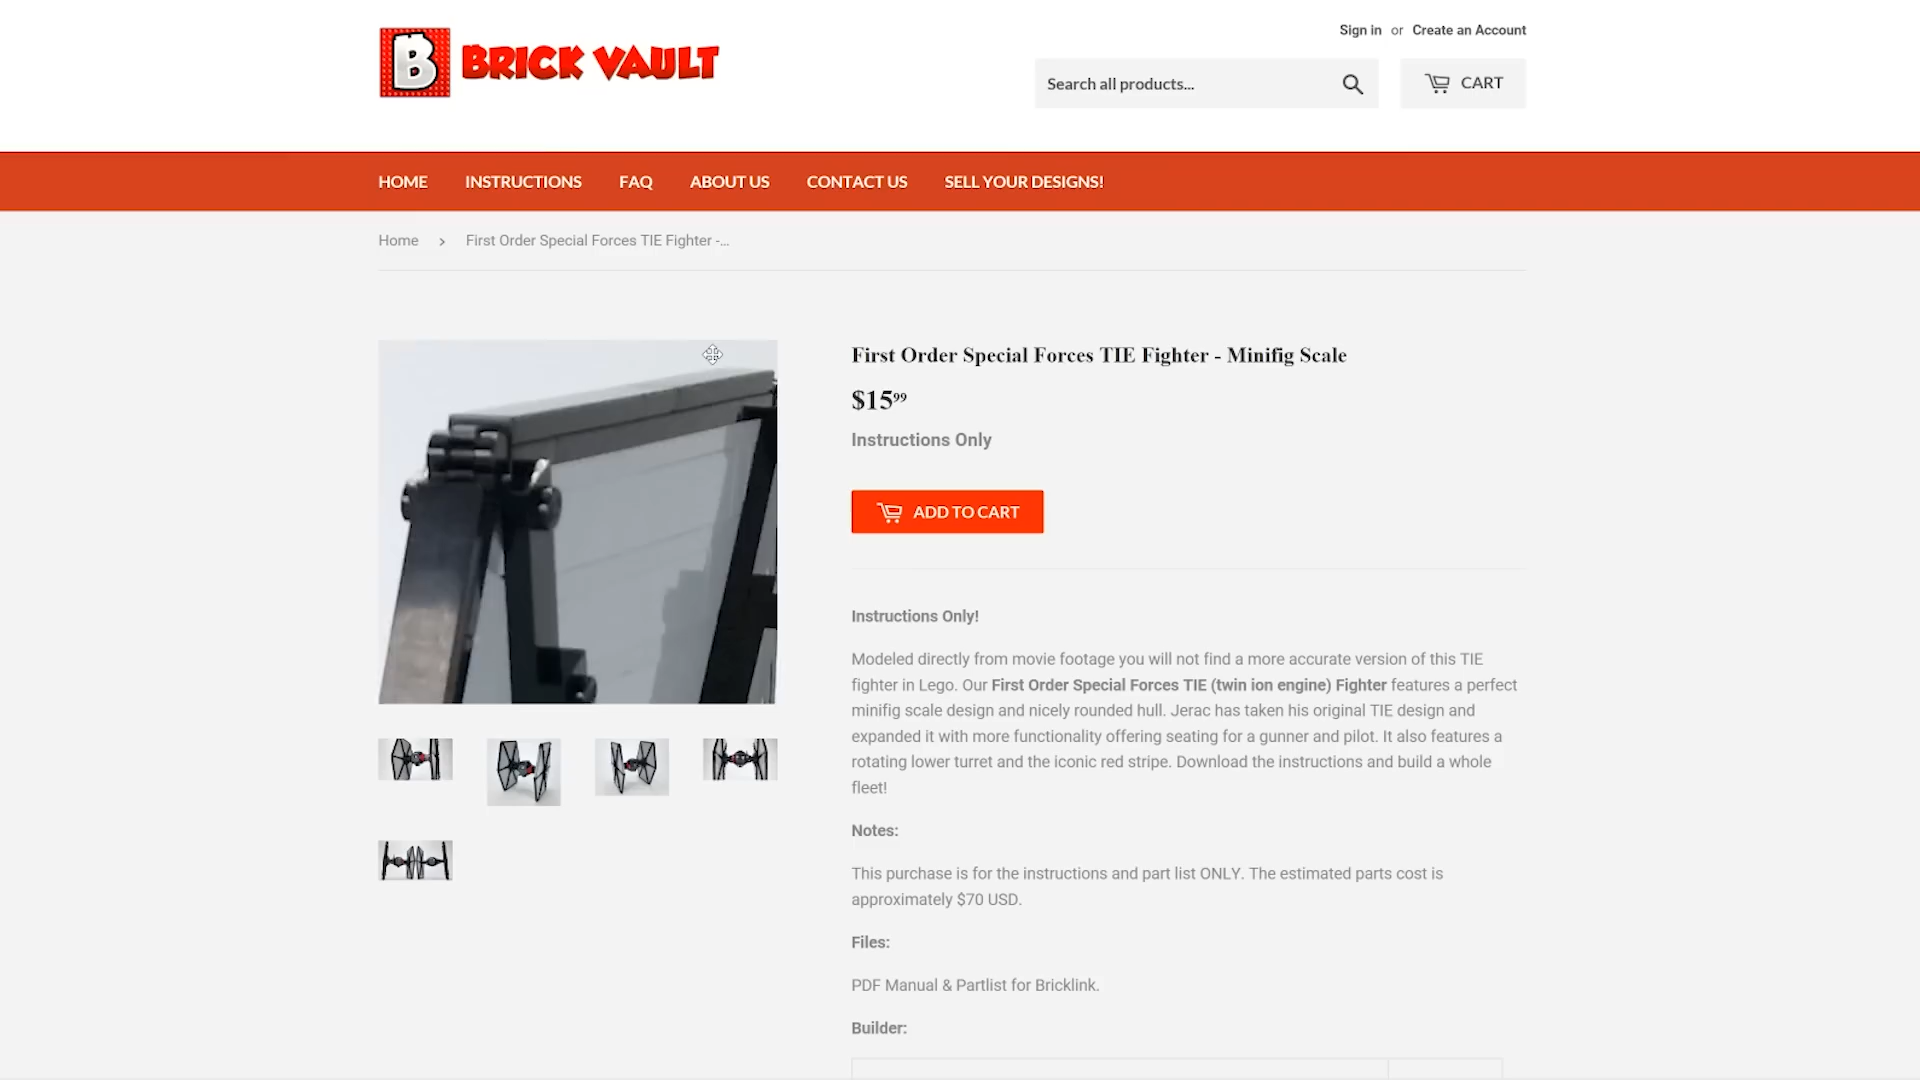 Sign in or Create an Account
B BRICK VAULT
Search all products...
CART
HOME INSTRUCTIONS FAQ ABOUT US CONTACT US SELL YOUR DESIGNS!
Home › First Order Special Forces TIE Fighter -...
First Order Special Forces TIE Fighter - Minifig Scale
$15 99
Instructions Only
ADD TO CART
Instructions Only!
Modeled directly from movie footage you will not find a more accurate version of this TIE
fighter in Lego. Our First Order Special Forces TIE (twin ion engine) Fighter features a perfect
minifig scale design and nicely rounded hull. Jerac has taken his original TIE design and
expanded it with more functionality offering seating for a gunner and pilot. It also features a
rotating lower turret and the iconic red stripe. Download the instructions and build a whole
fleet!
Notes:
This purchase is for the instructions and part list ONLY. The estimated parts cost is
approximately $70 USD.
Files:
PDF Manual & Partlist for Bricklink.
Builder: